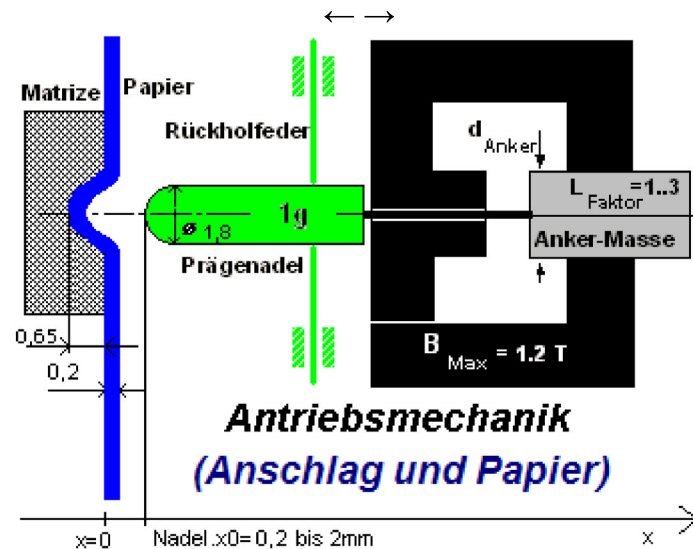 ← →
Matrize
Papier
Rückholfeder
d Anker
L Faktor =1..3
1g
ø 1,8
Anker-Masse
Prägenadel
0,65
0,2
B Max = 1.2 T
Antriebsmechanik
(Anschlag und Papier)
x=0
Nadel.x0= 0,2 bis 2mm
x